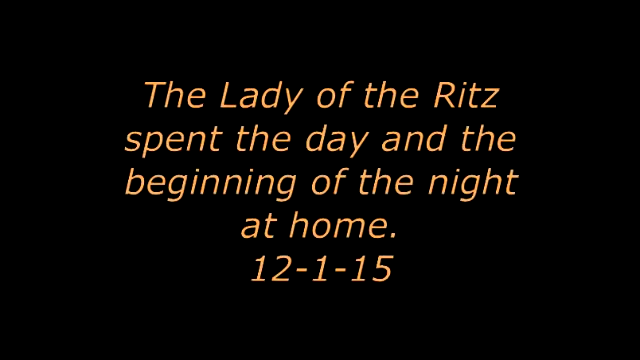 The Lady of the Ritz
spent the day and the
beginning of the night
at home.
12-1-15